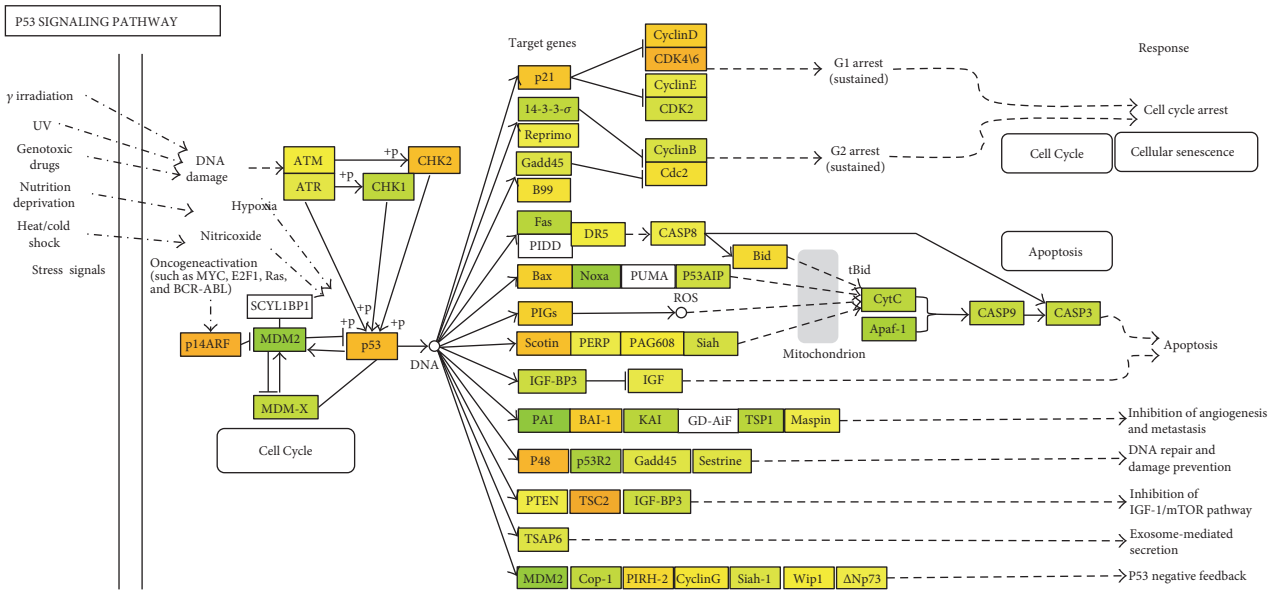 P53 SIGNALING PATHWAY
Target genes
Response
γ irradiation
UV
Genotoxic
drugs
Nutrition
deprivation
Heat/cold
shock
Stress signals
DNA
damage
Hypoxia
Nitricoxide
Oncogeneactivation
(such as MYC, E2F1, Ras,
and BCR-ABL)
ATM
ATR
+p
+p
CHK2
CHK1
SCYL1BP1
p14ARF
MDM2
+p
+p
+p
p53
MDM-X
Cell Cycle
DNA
p21
14-3-3-σ
Reprimo
Gadd45
B99
CyclinD
CDK4\6
CyclinE
CDK2
CyclinB
Cdc2
G1 arrest
(sustained)
G2 arrest
(sustained)
Cell cycle arrest
Cell Cycle
Cellular senescence
Fas
PIDD
DR5
CASP8
Bid
tBid
Apoptosis
Bax
Noxa
PUMA
P53AIP
PIGs
ROS
Scotin
PERP
PAG608
Siah
Mitochondrion
CytC
Apaf-1
CASP9
CASP3
Apoptosis
IGF-BP3
IGF
PAI
BAI-1
KAI
GD-AiF
TSP1
Maspin
Inhibition of angiogenesis
and metastasis
P48
p53R2
Gadd45
Sestrine
DNA repair and
damage prevention
PTEN
TSC2
IGF-BP3
Inhibition of
IGF-1/mTOR pathway
TSAP6
Exosome-mediated
secretion
MDM2
Cop-1
PIRH-2
CyclinG
Siah-1
Wip1
ΔNp73
P53 negative feedback